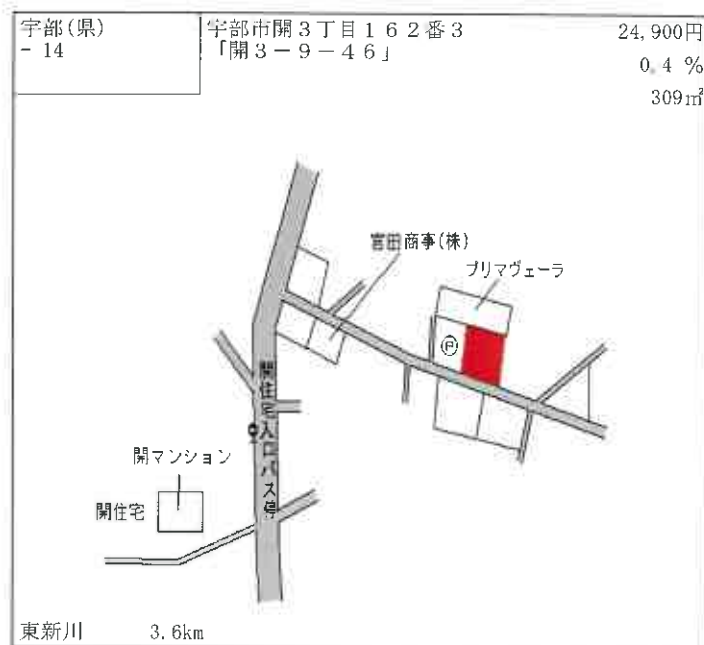 宇部(県)
- 14
宇部市開3丁目162番3
「開3-9-46」
24,900円
0.4 %
309㎡
宮田商事(株)
プリマヴェーラ
P
開住宅入口バス停
開マンション
開住宅
東新川 3.6km